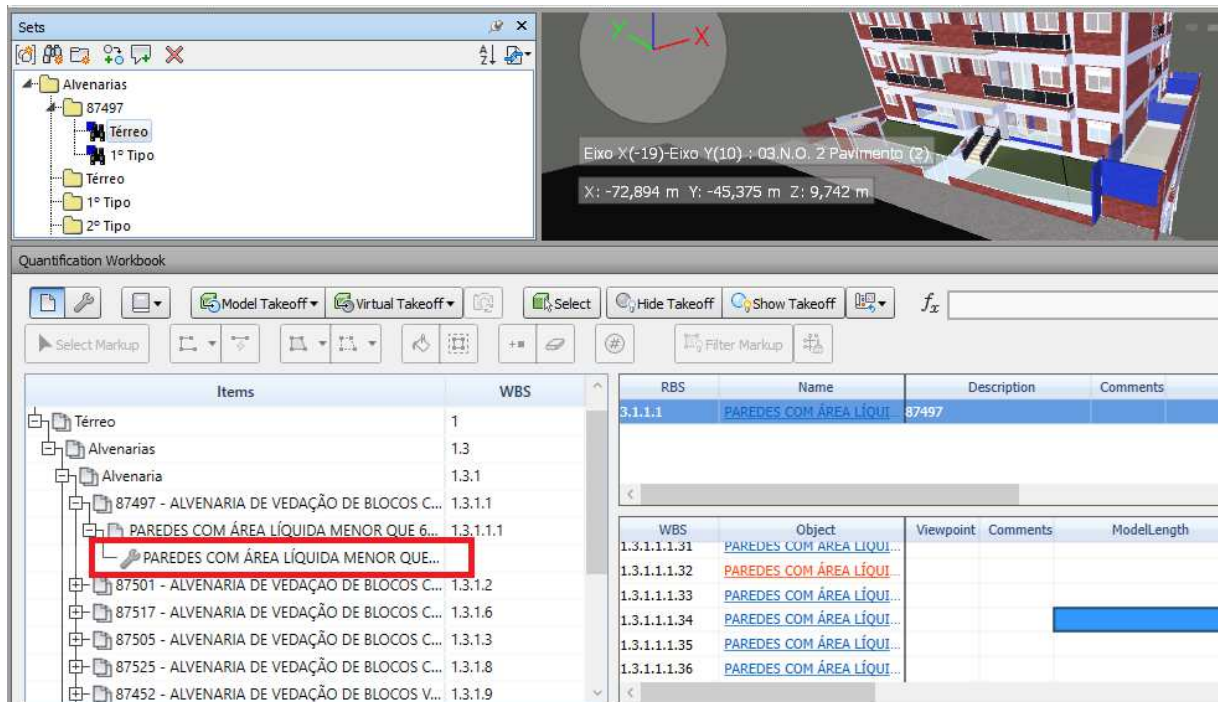 Sets
A
Z
Alvenarias
87497
Térreo
1º Tipo
Térreo
1º Tipo
2º Tipo
Y
X
Eixo X(-19)-Eixo Y(10) : 03.N.O. 2 Pavimento (2)
X: -72,894 m Y: -45,375 m Z: 9,742 m
Quantification Workbook
Model Takeoff Virtual Takeoff Select Hide Takeoff Show Takeoff fx
Select Markup # Filter Markup
Items WBS
Térreo 1
Alvenarias 1.3
Alvenaria 1.3.1
87497 - ALVENARIA DE VEDAÇÃO DE BLOCOS C... 1.3.1.1
PAREDES COM ÁREA LÍQUIDA MENOR QUE 6... 1.3.1.1.1
PAREDES COM ÁREA LÍQUIDA MENOR QUE...
87501 - ALVENARIA DE VEDAÇÃO DE BLOCOS C... 1.3.1.2
87517 - ALVENARIA DE VEDAÇÃO DE BLOCOS C... 1.3.1.6
87505 - ALVENARIA DE VEDAÇÃO DE BLOCOS C... 1.3.1.3
87525 - ALVENARIA DE VEDAÇÃO DE BLOCOS C... 1.3.1.8
87452 - ALVENARIA DE VEDAÇÃO DE BLOCOS V... 1.3.1.9
RBS Name Description Comments
3.1.1.1 PAREDES COM ÁREA LÍQUI... 87497
WBS Object Viewpoint Comments ModelLength
1.3.1.1.1.31 PAREDES COM ÁREA LÍQUI...
1.3.1.1.1.32 PAREDES COM ÁREA LÍQUI...
1.3.1.1.1.33 PAREDES COM ÁREA LÍQUI...
1.3.1.1.1.34 PAREDES COM ÁREA LÍQUI...
1.3.1.1.1.35 PAREDES COM ÁREA LÍQUI...
1.3.1.1.1.36 PAREDES COM ÁREA LÍQUI...